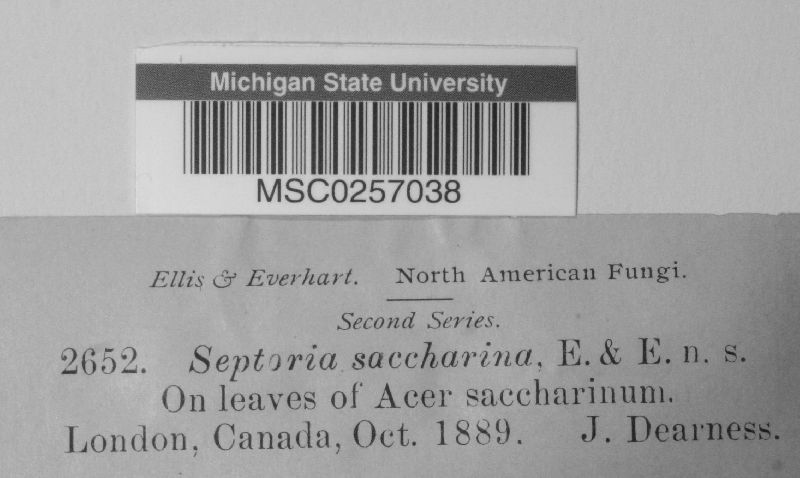 Michigan State University
MSC0257038
Ellis & Everhart. North American Fungi.
Second Series.
2652. Septoria saccharina, E. & E. n. s.
On leaves of Acer saccharinum.
London, Canada, Oct. 1889. J. Dearness.